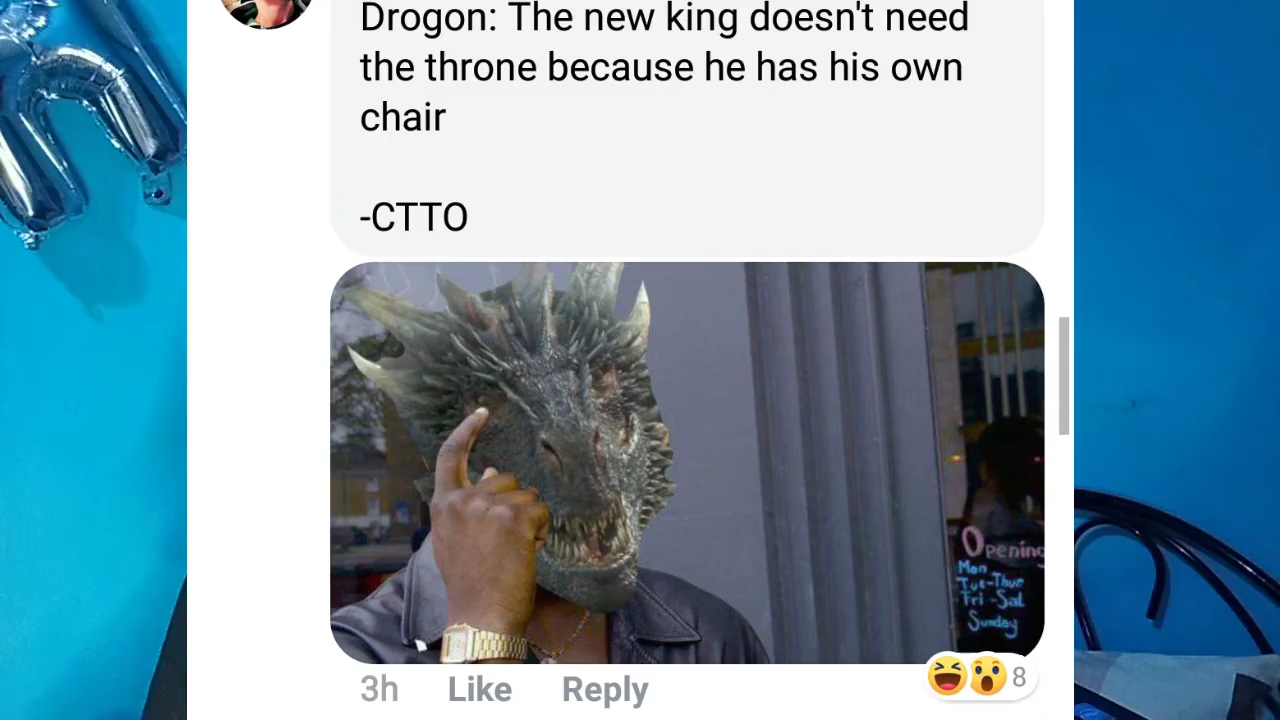 Drogon: The new king doesn't need
the throne because he has his own
chair
-CTTO
Opening
Mon
Tue-Thur
Fri -Sat
Sunday
3h Like Reply 8